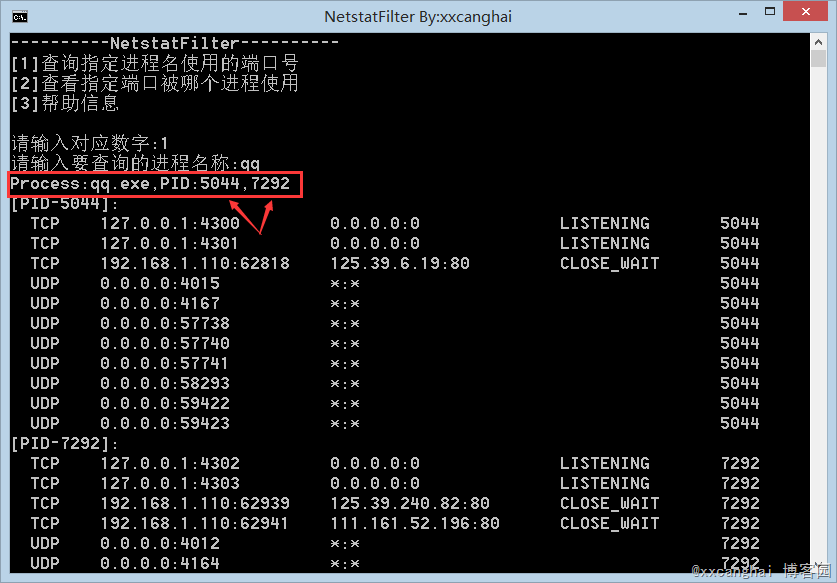 NetstatFilter By:xxcanghai
----------NetstatFilter----------
[1]查询指定进程名使用的端口号
[2]查看指定端口被哪个进程使用
[3]帮助信息
请输入对应数字:1
请输入要查询的进程名称:qq
Process:qq.exe,PID:5044,7292
[PID-5044]:
TCP 127.0.0.1:4300 0.0.0.0:0 LISTENING 5044
TCP 127.0.0.1:4301 0.0.0.0:0 LISTENING 5044
TCP 192.168.1.110:62818 125.39.6.19:80 CLOSE_WAIT 5044
UDP 0.0.0.0:4015 *:* 5044
UDP 0.0.0.0:4167 *:* 5044
UDP 0.0.0.0:57738 *:* 5044
UDP 0.0.0.0:57740 *:* 5044
UDP 0.0.0.0:57741 *:* 5044
UDP 0.0.0.0:58293 *:* 5044
UDP 0.0.0.0:59422 *:* 5044
UDP 0.0.0.0:59423 *:* 5044
[PID-7292]:
TCP 127.0.0.1:4302 0.0.0.0:0 LISTENING 7292
TCP 127.0.0.1:4303 0.0.0.0:0 LISTENING 7292
TCP 192.168.1.110:62939 125.39.240.82:80 CLOSE_WAIT 7292
TCP 192.168.1.110:62941 111.161.52.196:80 CLOSE_WAIT 7292
UDP 0.0.0.0:4012 *:* 7292
UDP 0.0.0.0:4164 *:* 7292
@xxcanghai 博客园